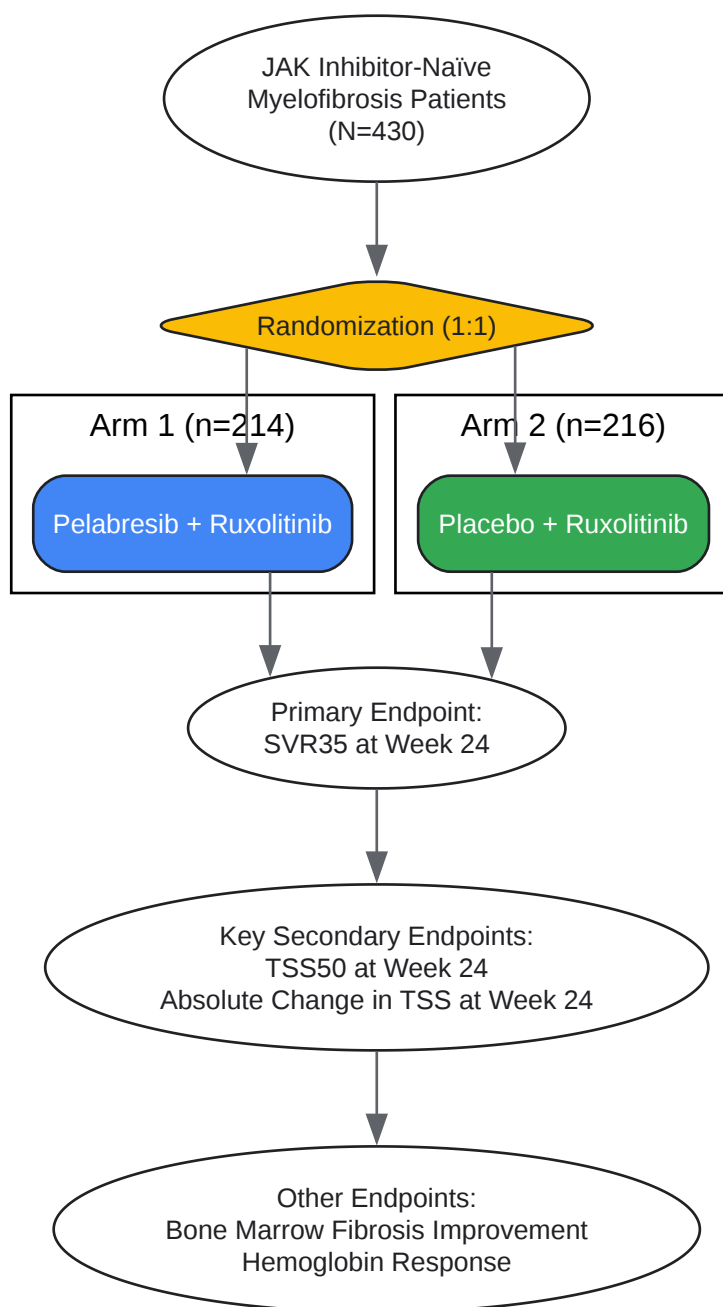 JAK Inhibitor-Naïve
Myelofibrosis Patients
(N=430)
Randomization (1:1)
Arm 1 (n=214)
Arm 2 (n=216)
Pelabresib + Ruxolitinib
Placebo + Ruxolitinib
Primary Endpoint:
SVR35 at Week 24
Key Secondary Endpoints:
TSS50 at Week 24
Absolute Change in TSS at Week 24
Other Endpoints:
Bone Marrow Fibrosis Improvement
Hemoglobin Response